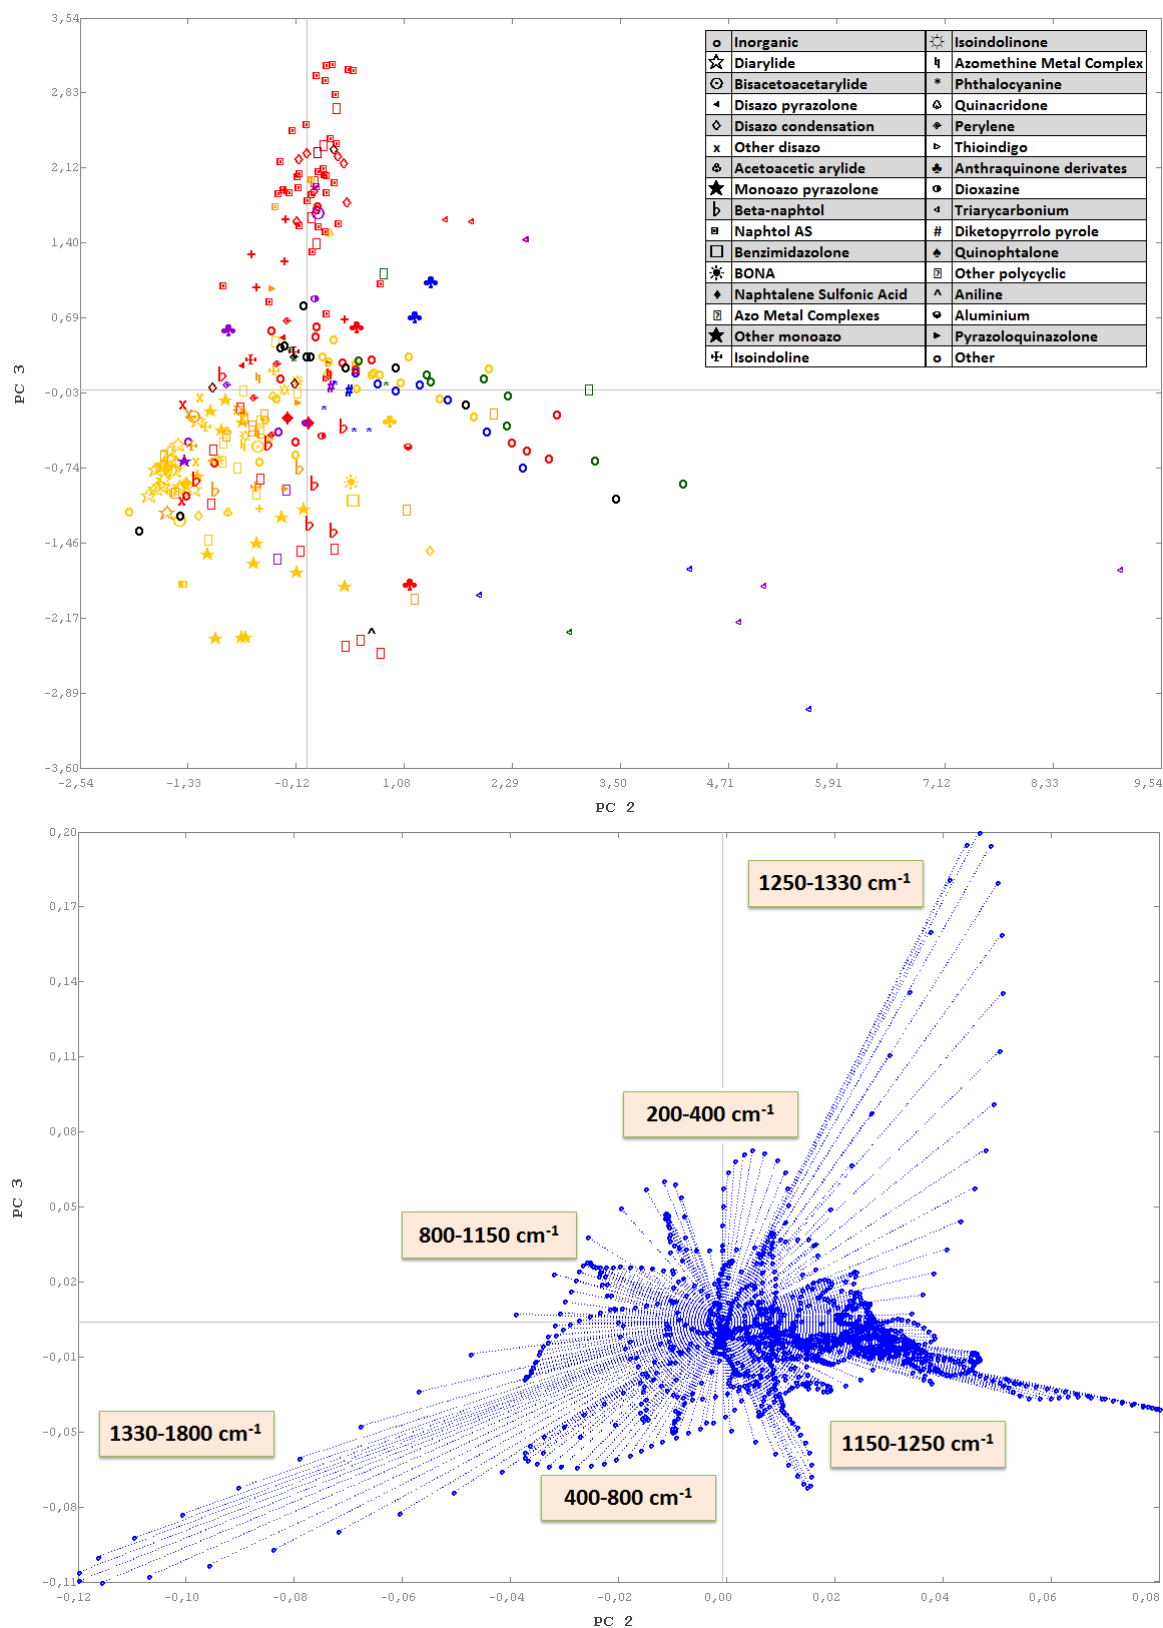 3,54
2,83
2,12
1,40
0,69
-0,03
-0,74
-1,46
-2,17
-2,89
-3,60
PC 3
o Inorganic
Isoindolinone
Diarylide
Azomethine Metal Complex
Bisacetoacetarylide
* Phthalocyanine
Disazo pyrazolone
Quinacridone
Disazo condensation
Perylene
x Other disazo
Thioindigo
Acetoacetic arylide
Anthraquinone derivates
Monoazo pyrazolone
Dioxazine
Beta-naphtol
Triarycarbonium
Naphtol AS
# Diketopyrrolo pyrole
Benzimidazolone
Quinophtalone
BONA
? Other polycyclic
Naphtalene Sulfonic Acid
^ Aniline
? Azo Metal Complexes
Aluminium
Other monoazo
Pyrazoloquinazolone
Isoindoline
o Other
-2,54 -1,33 -0,12 1,08 2,29 3,50 4,71 5,91 7,12 8,33 9,54
PC 2
0,20
0,17
0,14
0,11
0,08
0,05
0,02
-0,01
-0,05
-0,08
-0,11
PC 3
1250-1330 cm-1
200-400 cm-1
800-1150 cm-1
1330-1800 cm-1
1150-1250 cm-1
400-800 cm-1
-0,12 -0,10 -0,08 -0,06 -0,04 -0,02 0,00 0,02 0,04 0,06 0,08
PC 2